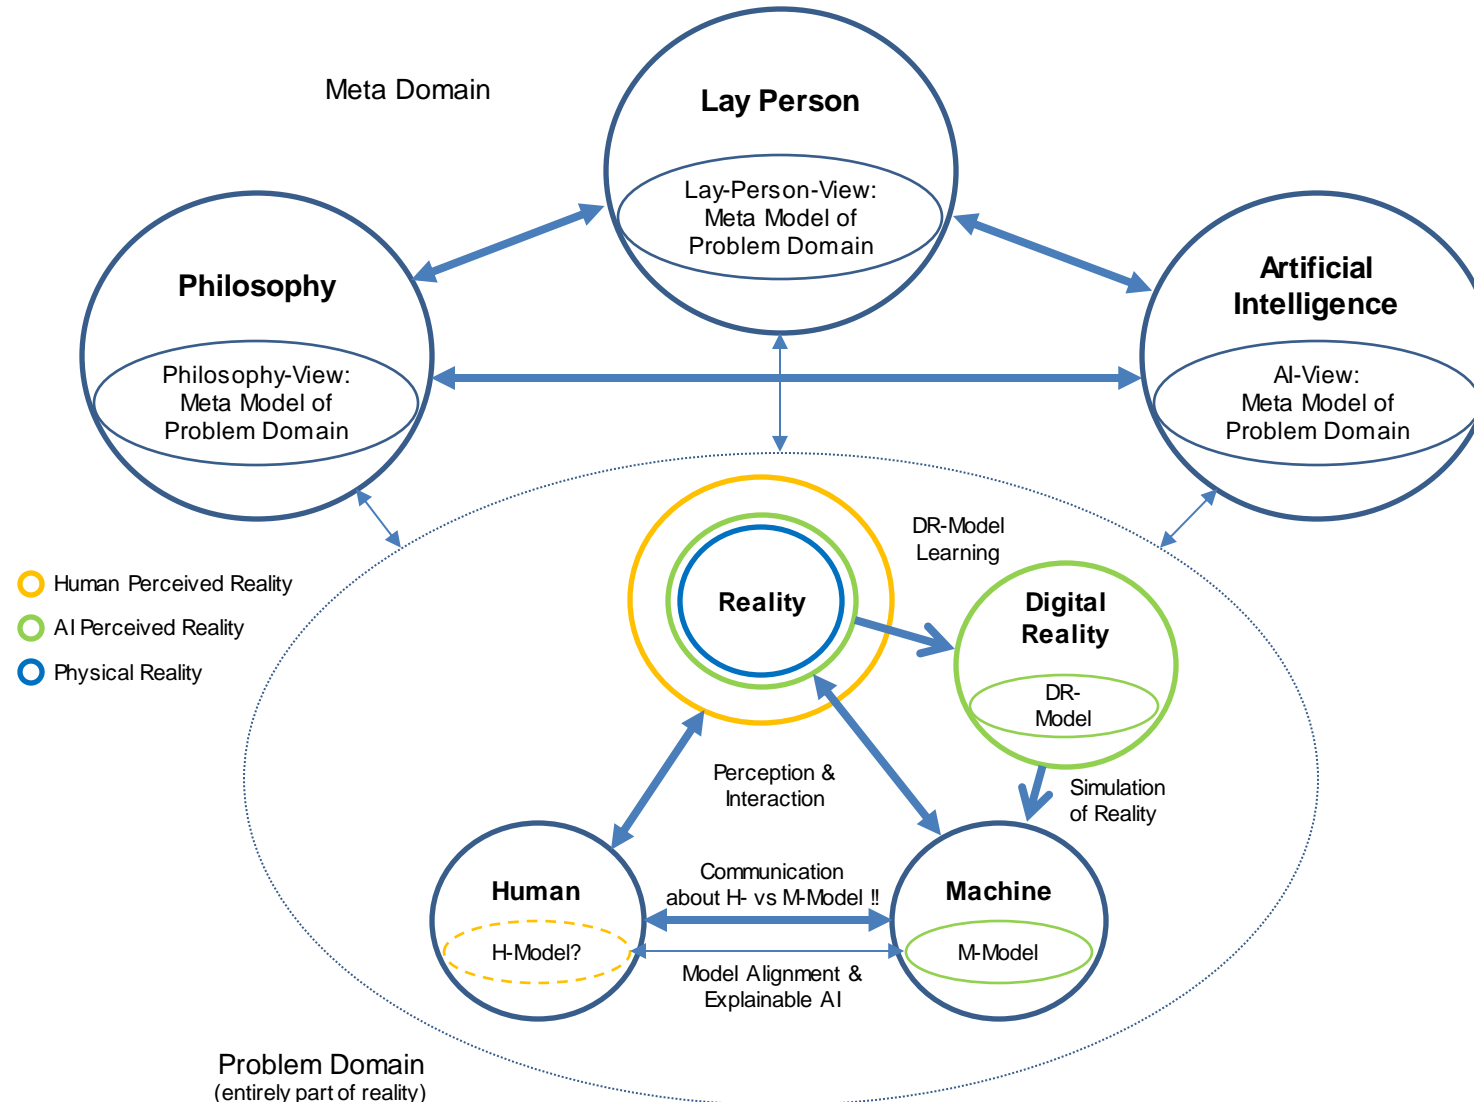 Meta Domain
Lay Person
Lay-Person-View:
Meta Model of
Problem Domain
Philosophy
Philosophy-View:
Meta Model of
Problem Domain
Artificial
Intelligence
AI-View:
Meta Model of
Problem Domain
Human Perceived Reality
AI Perceived Reality
Physical Reality
Reality
DR-Model
Learning
Digital
Reality
DR-
Model
Perception &
Interaction
Simulation
of Reality
Human
H-Model?
Communication
about H- vs M-Model !!
Model Alignment &
Explainable AI
Machine
M-Model
Problem Domain
(entirely part of reality)